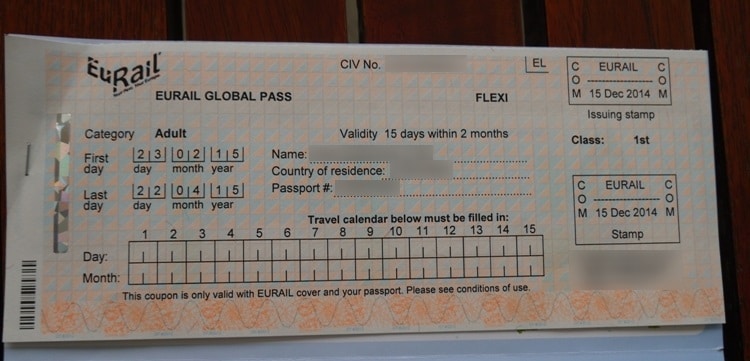 EuRail
CIV No.
EL
EURAIL GLOBAL PASS
FLEXI
C EURAIL C
O ---------------- O
M 15 Dec 2014 M
Issuing stamp
Category Adult
Validity 15 days within 2 months
Class: 1st
First day
2 3 0 2 1 5
day month year
Last day
2 2 0 4 1 5
day month year
Name:
Country of residence:
Passport #:
C EURAIL C
O ---------------- O
M 15 Dec 2014 M
Stamp
Travel calendar below must be filled in:
1 2 3 4 5 6 7 8 9 10 11 12 13 14 15
Day:
Month:
This coupon is only valid with EURAIL cover and your passport. Please see conditions of use.